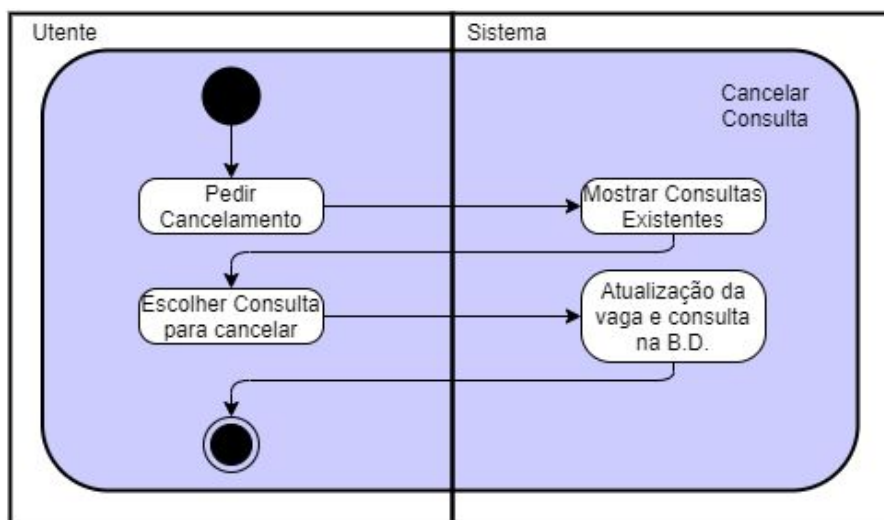 Utente
Sistema
Cancelar
Consulta
Pedir
Cancelamento
Mostrar Consultas
Existentes
Escolher Consulta
para cancelar
Atualização da
vaga e consulta
na B.D.